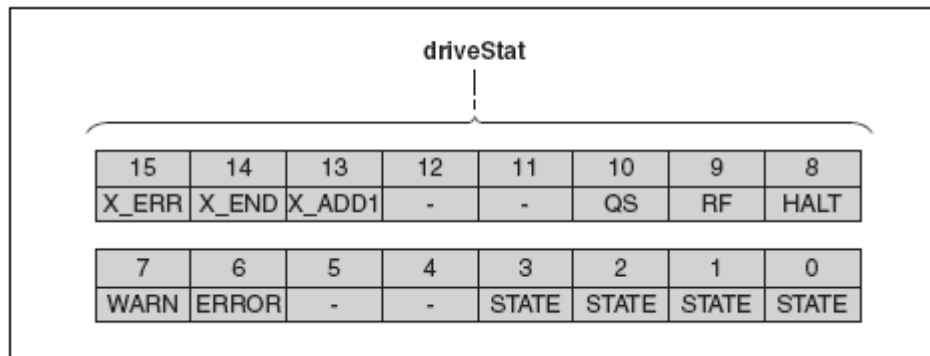 driveStat
15 14 13 12 11 10 9 8
X_ERR X_END X_ADD1 - - QS RF HALT
7 6 5 4 3 2 1 0
WARN ERROR - - STATE STATE STATE STATE